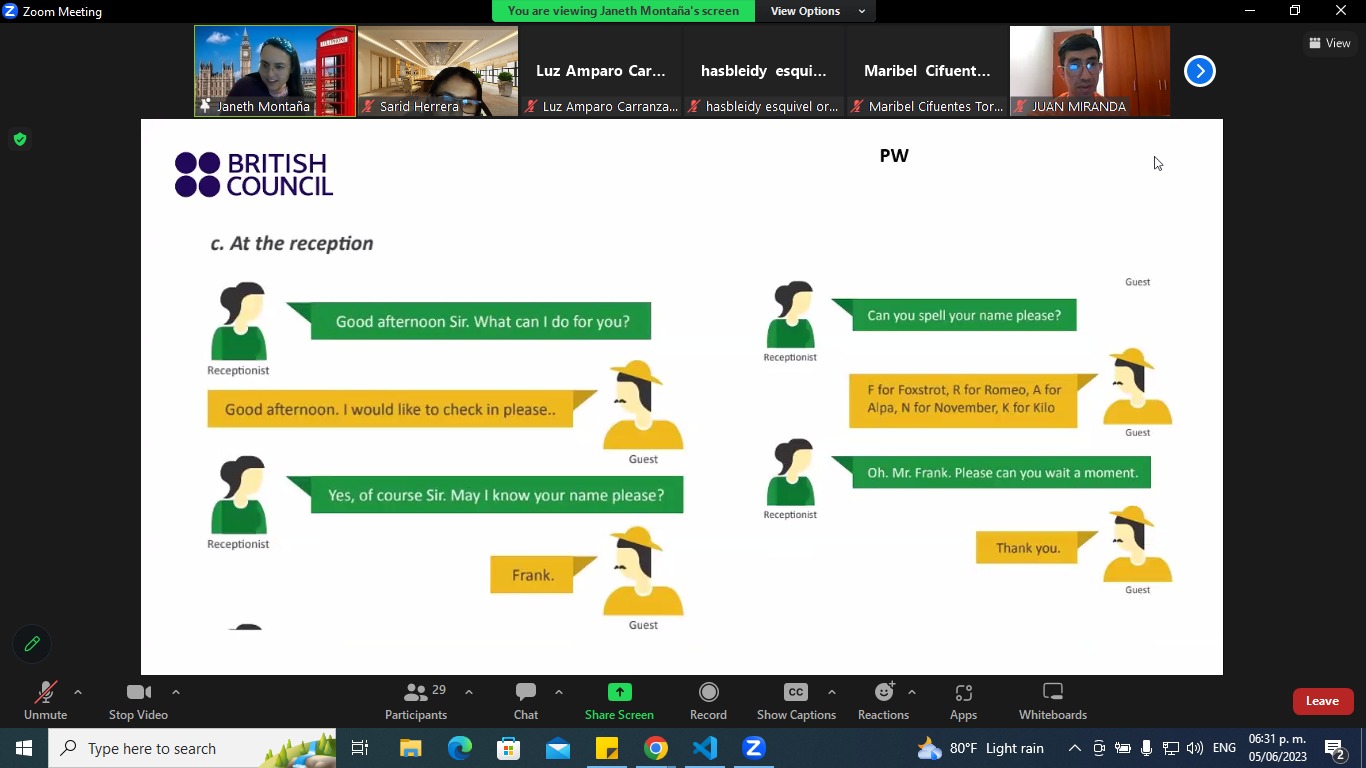 Zoom Meeting
You are viewing Janeth Montaña's screen
View Options
View
TELEPHONE
Janeth Montaña
Sarid Herrera
Luz Amparo Car...
Luz Amparo Carranza...
hasbleidy esqui...
hasbleidy esquivel or...
Maribel Cifuent...
Maribel Cifuentes Tor...
JUAN MIRANDA
BRITISH
COUNCIL
PW
c. At the reception
Receptionist
Good afternoon Sir. What can I do for you?
Good afternoon. I would like to check in please..
Guest
Receptionist
Yes, of course Sir. May I know your name please?
Frank.
Guest
Guest
Receptionist
Can you spell your name please?
F for Foxstrot, R for Romeo, A for
Alpa, N for November, K for Kilo
Guest
Receptionist
Oh. Mr. Frank. Please can you wait a moment.
Thank you.
Guest
Unmute
Stop Video
29
Participants
Chat
Share Screen
Record
CC
Show Captions
Reactions
Apps
Whiteboards
Leave
Type here to search
80°F Light rain
ENG
06:31 p. m.
05/06/2023
2